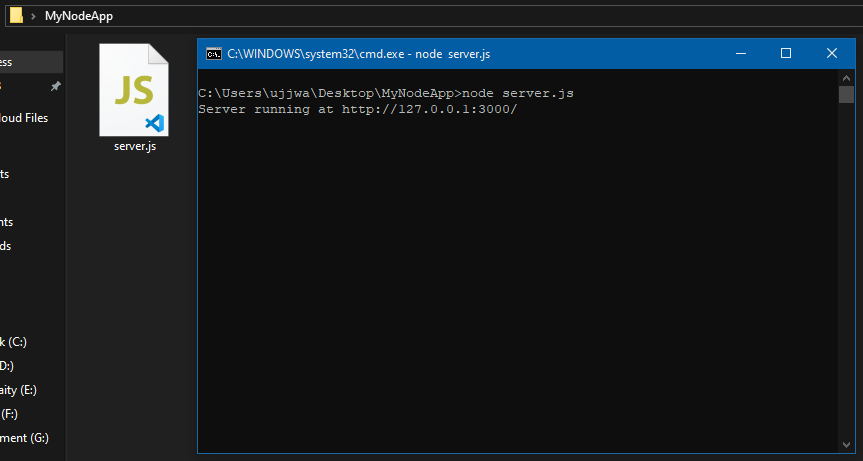 MyNodeApp
C:\WINDOWS\system32\cmd.exe - node server.js
ess
C:\Users\ujjwa\Desktop\MyNodeApp>node server.js
Server running at http://127.0.0.1:3000/
JS
loud Files
server.js
ts
nts
ds
k (C:)
D:)
aity (E:)
(F:)
ment (G:)